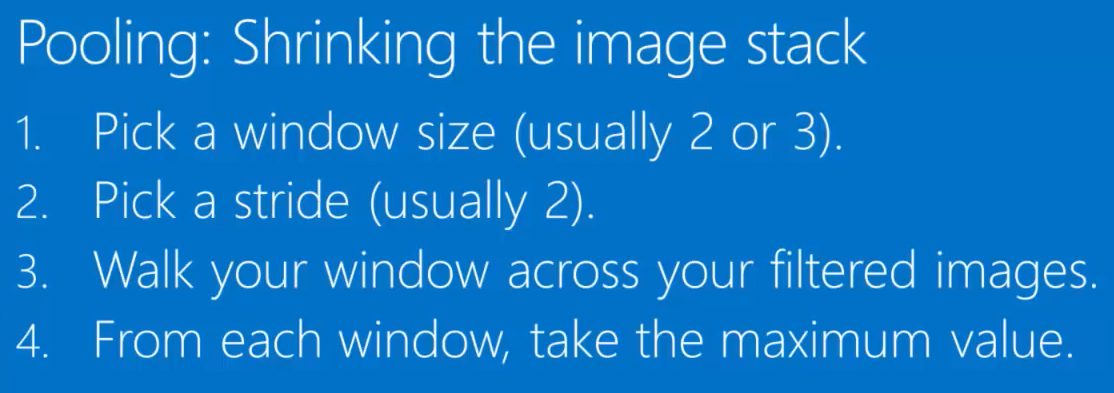 Pooling: Shrinking the image stack
1. Pick a window size (usually 2 or 3).
2. Pick a stride (usually 2).
3. Walk your window across your filtered images.
4. From each window, take the maximum value.